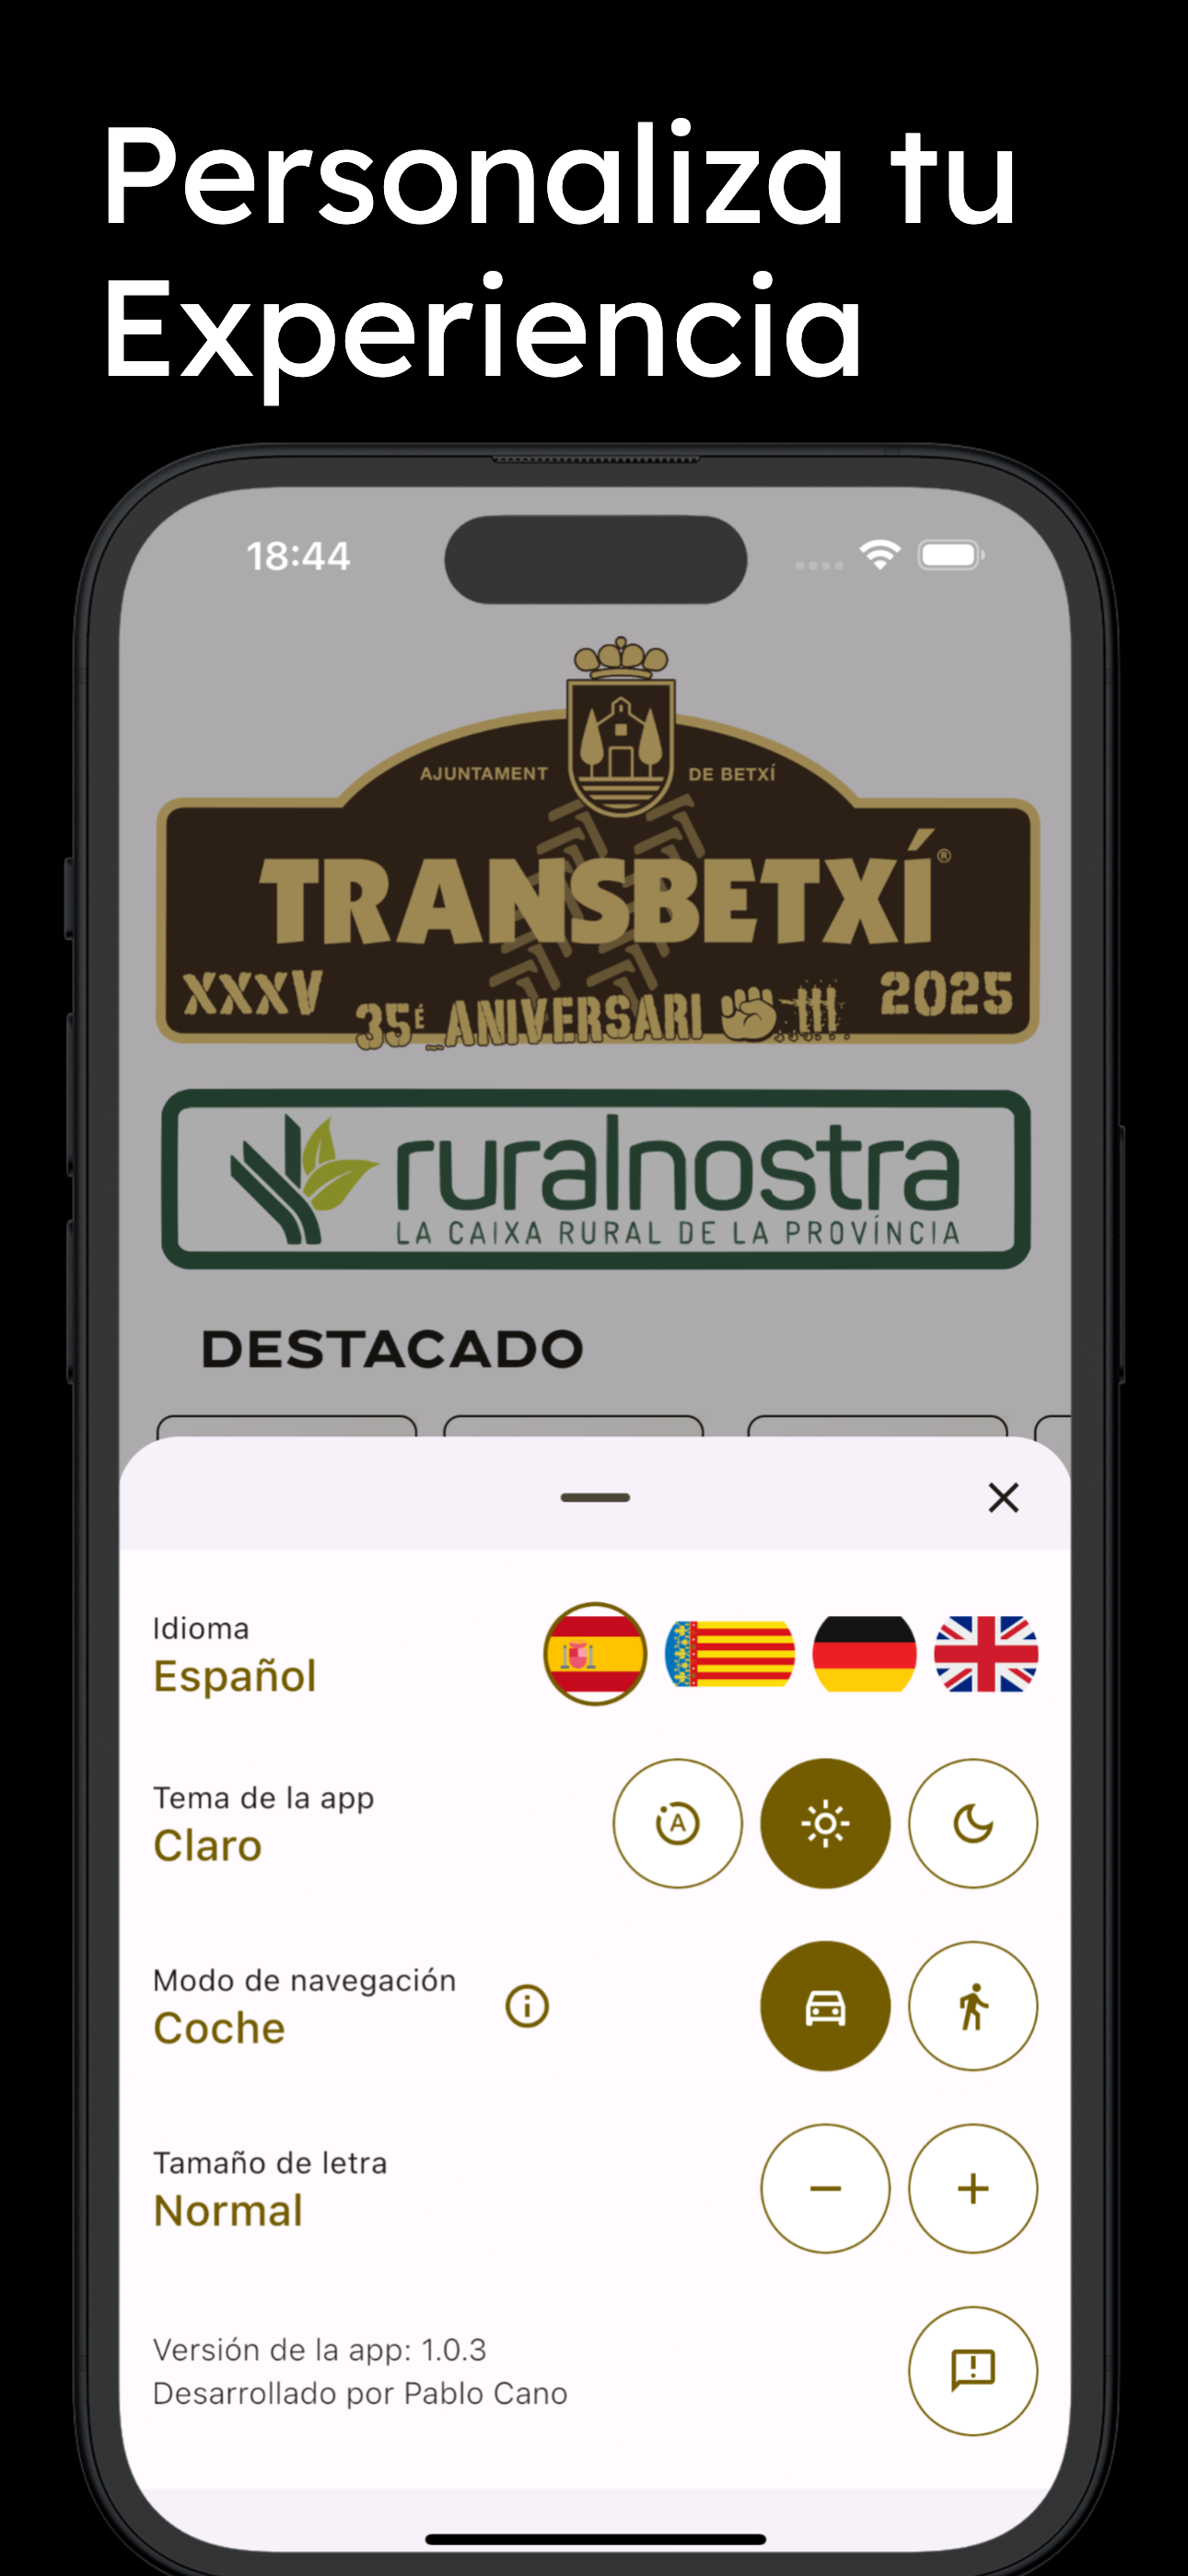 Personaliza tu
Experiencia
18:44
AJUNTAMENT DE BETXÍ
TRANSBETXÍ®
XXXV 35É ANIVERSARI 2025
ruralnostra
LA CAIXA RURAL DE LA PROVÍNCIA
DESTACADO
Idioma
Español
Tema de la app
A
Claro
Modo de navegación
Coche
Tamaño de letra
Normal
Versión de la app: 1.0.3
Desarrollado por Pablo Cano